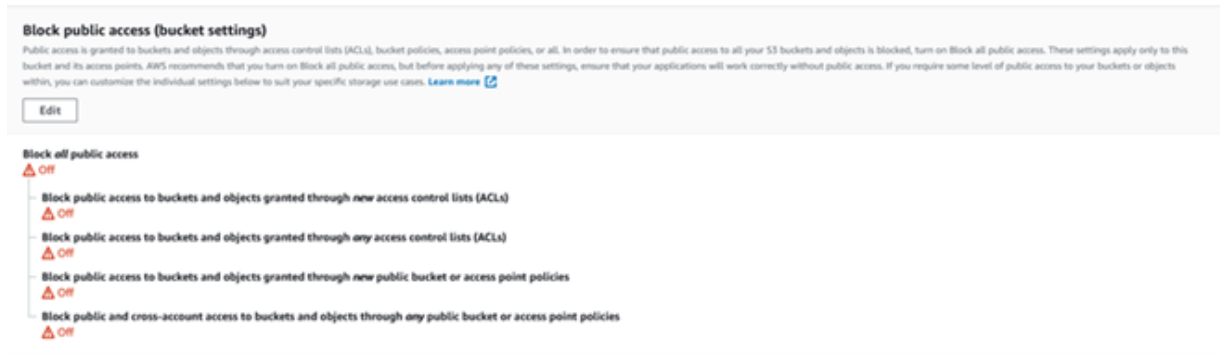 Block public access (bucket settings)
Public access is granted to buckets and objects through access control lists (ACLs), bucket policies, access point policies, or all. In order to ensure that public access to all your S3 buckets and objects is blocked, turn on Block all public access. These settings apply only to this
bucket and its access points. AWS recommends that you turn on Block all public access, but before applying any of these settings, ensure that your applications will work correctly without public access. If you require some level of public access to your buckets or objects
within, you can customize the individual settings below to suit your specific storage use cases. Learn more
Edit
Block all public access
Off
Block public access to buckets and objects granted through new access control lists (ACLs)
Off
Block public access to buckets and objects granted through any access control lists (ACLs)
Off
Block public access to buckets and objects granted through new public bucket or access point policies
Off
Block public and cross-account access to buckets and objects through any public bucket or access point policies
Off